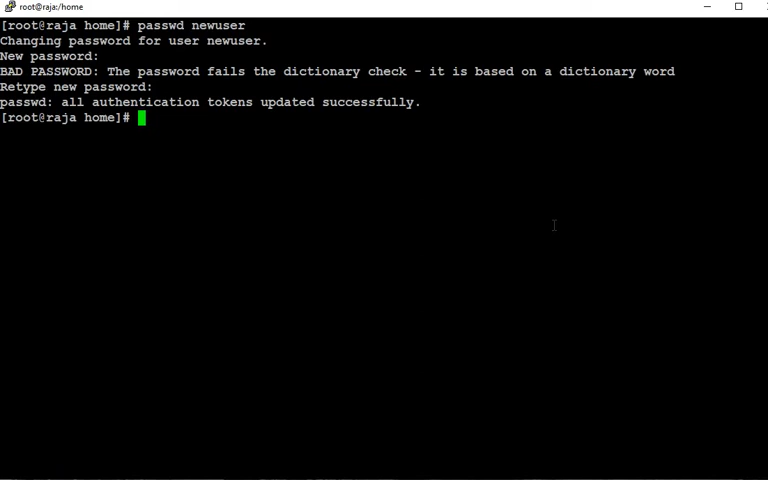 root@raja:/home
[root@raja home]# passwd newuser
Changing password for user newuser.
New password:
BAD PASSWORD: The password fails the dictionary check - it is based on a dictionary word
Retype new password:
passwd: all authentication tokens updated successfully.
[root@raja home]#